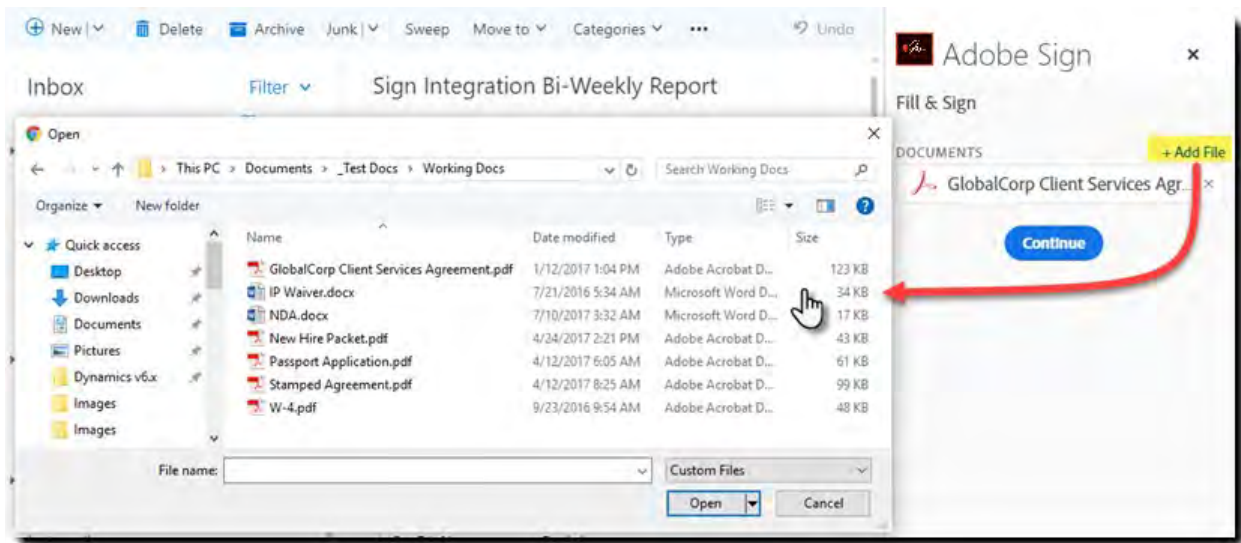 New Delete Archive Junk Sweep Move to Categories ••• Undo
Inbox Filter Sign Integration Bi-Weekly Report
Adobe Sign ×
Fill & Sign
DOCUMENTS + Add File
GlobalCorp Client Services Agr... ×
Continue
Open
This PC > Documents > _Test Docs > Working Docs Search Working Docs
Organize New folder
Name Date modified Type Size
Quick access
Desktop
Downloads
Documents
Pictures
Dynamics v6.x
Images
Images
GlobalCorp Client Services Agreement.pdf 1/12/2017 1:04 PM Adobe Acrobat D... 123 KB
IP Waiver.docx 7/21/2016 5:34 AM Microsoft Word D... 34 KB
NDA.docx 7/10/2017 3:32 AM Microsoft Word D... 17 KB
New Hire Packet.pdf 4/24/2017 2:21 PM Adobe Acrobat D... 43 KB
Passport Application.pdf 4/12/2017 6:05 AM Adobe Acrobat D... 61 KB
Stamped Agreement.pdf 4/12/2017 8:25 AM Adobe Acrobat D... 99 KB
W-4.pdf 9/23/2016 9:54 AM Adobe Acrobat D... 48 KB
File name: Custom Files
Open Cancel